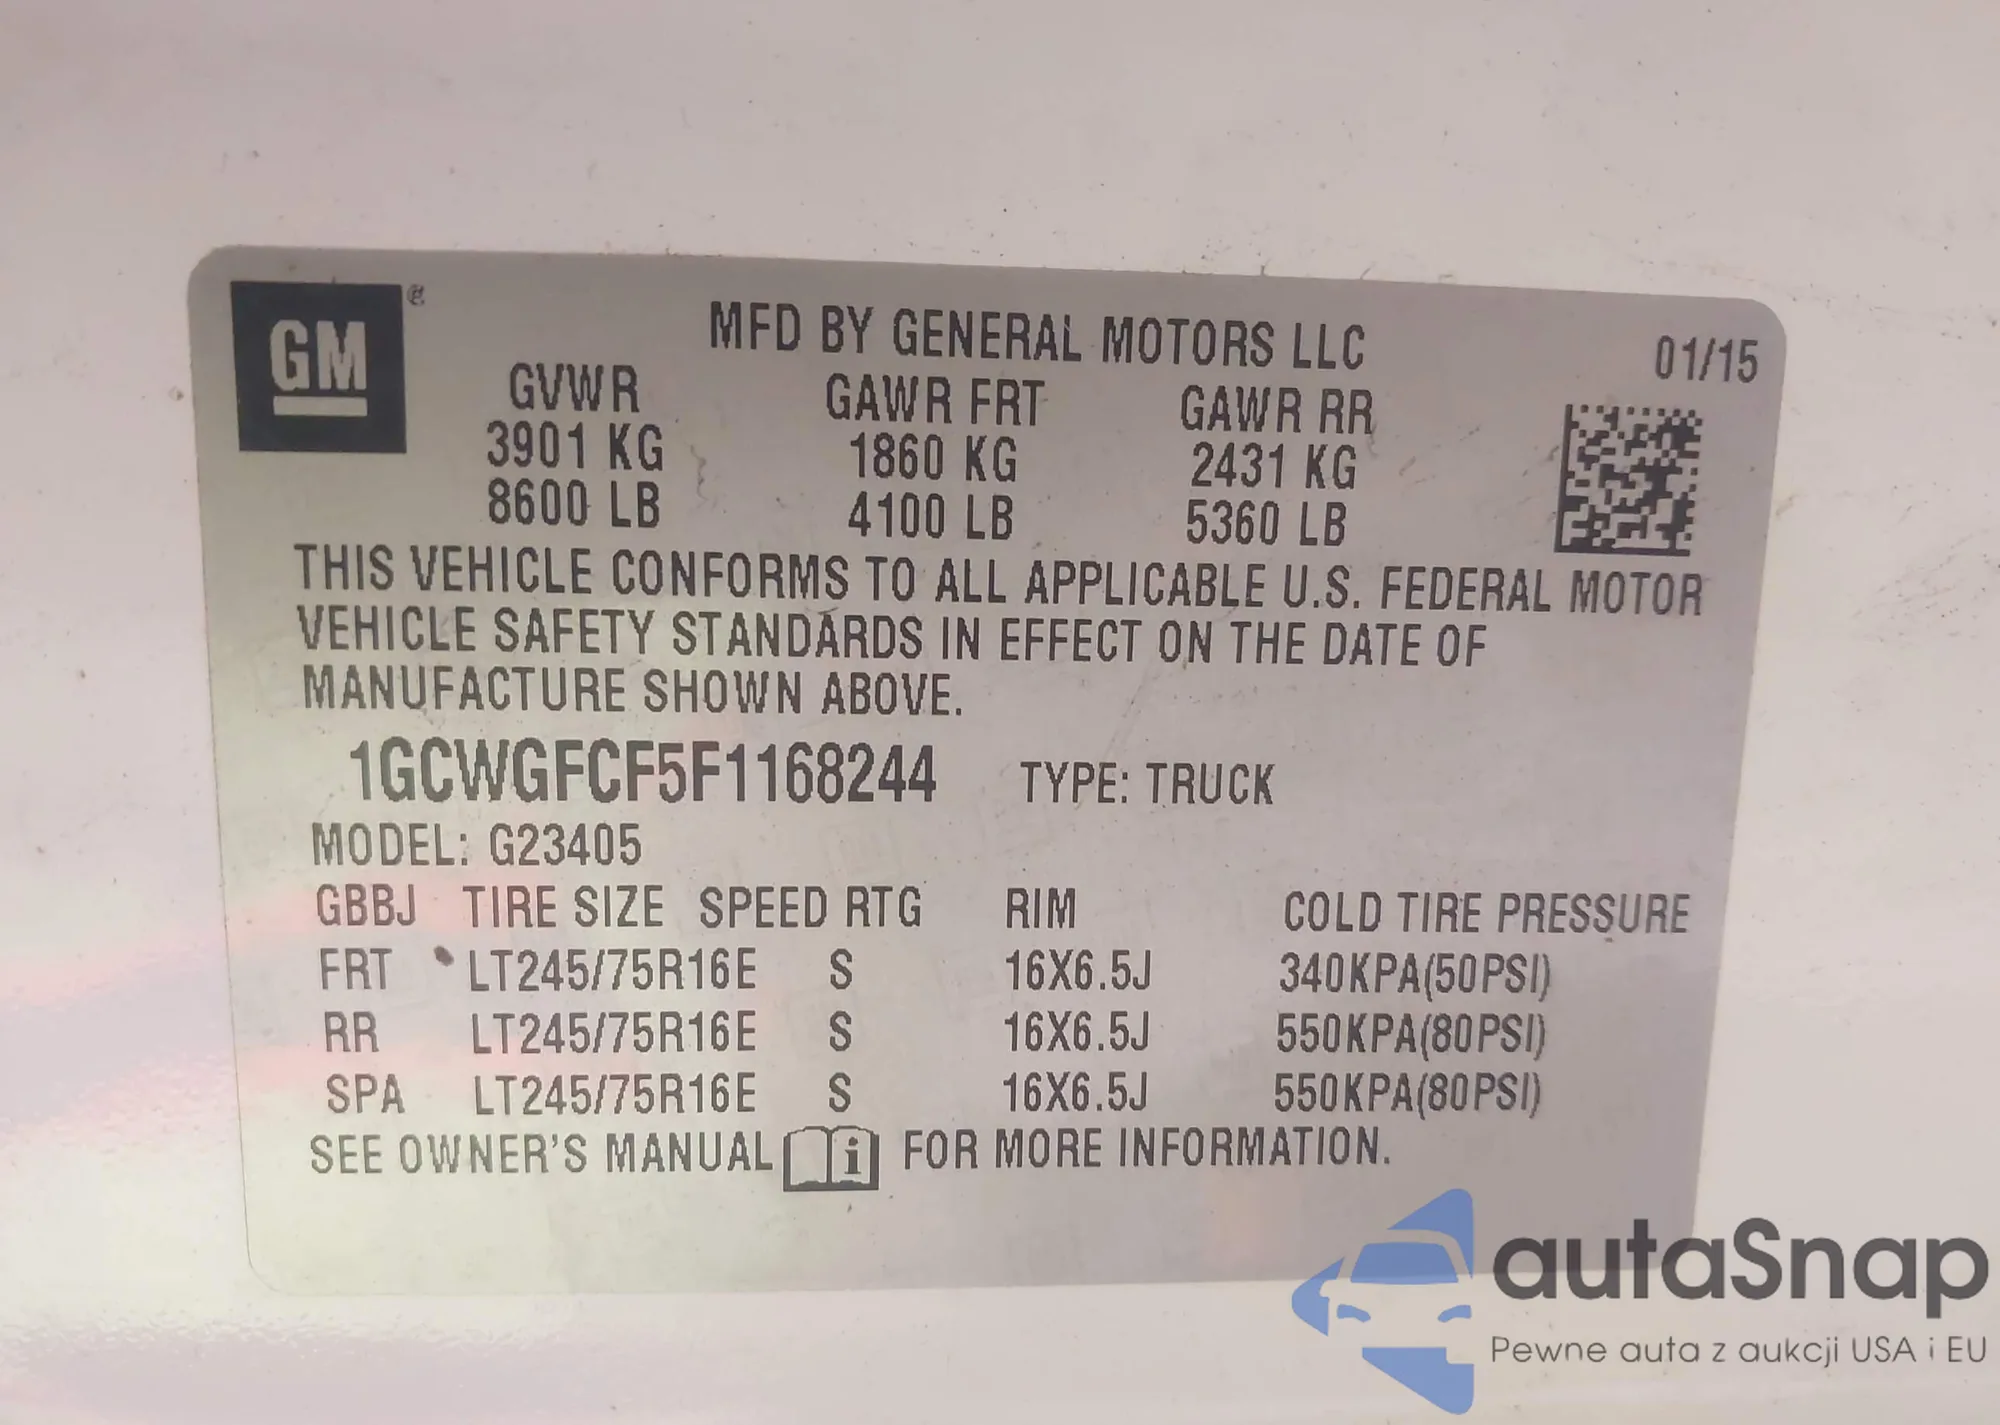 GM
MFD BY GENERAL MOTORS LLC 01/15
GVWR GAWR FRT GAWR RR
3901 KG 1860 KG 2431 KG
8600 LB 4100 LB 5360 LB
THIS VEHICLE CONFORMS TO ALL APPLICABLE U.S. FEDERAL MOTOR
VEHICLE SAFETY STANDARDS IN EFFECT ON THE DATE OF
MANUFACTURE SHOWN ABOVE.
1GCWGFCF5F1168244 TYPE: TRUCK
MODEL: G23405
GBBJ TIRE SIZE SPEED RTG RIM COLD TIRE PRESSURE
FRT LT245/75R16E S 16X6.5J 340KPA(50PSI)
RR LT245/75R16E S 16X6.5J 550KPA(80PSI)
SPA LT245/75R16E S 16X6.5J 550KPA(80PSI)
SEE OWNER'S MANUAL i FOR MORE INFORMATION.
autaSnap
Pewne auta z aukcji USA i EU